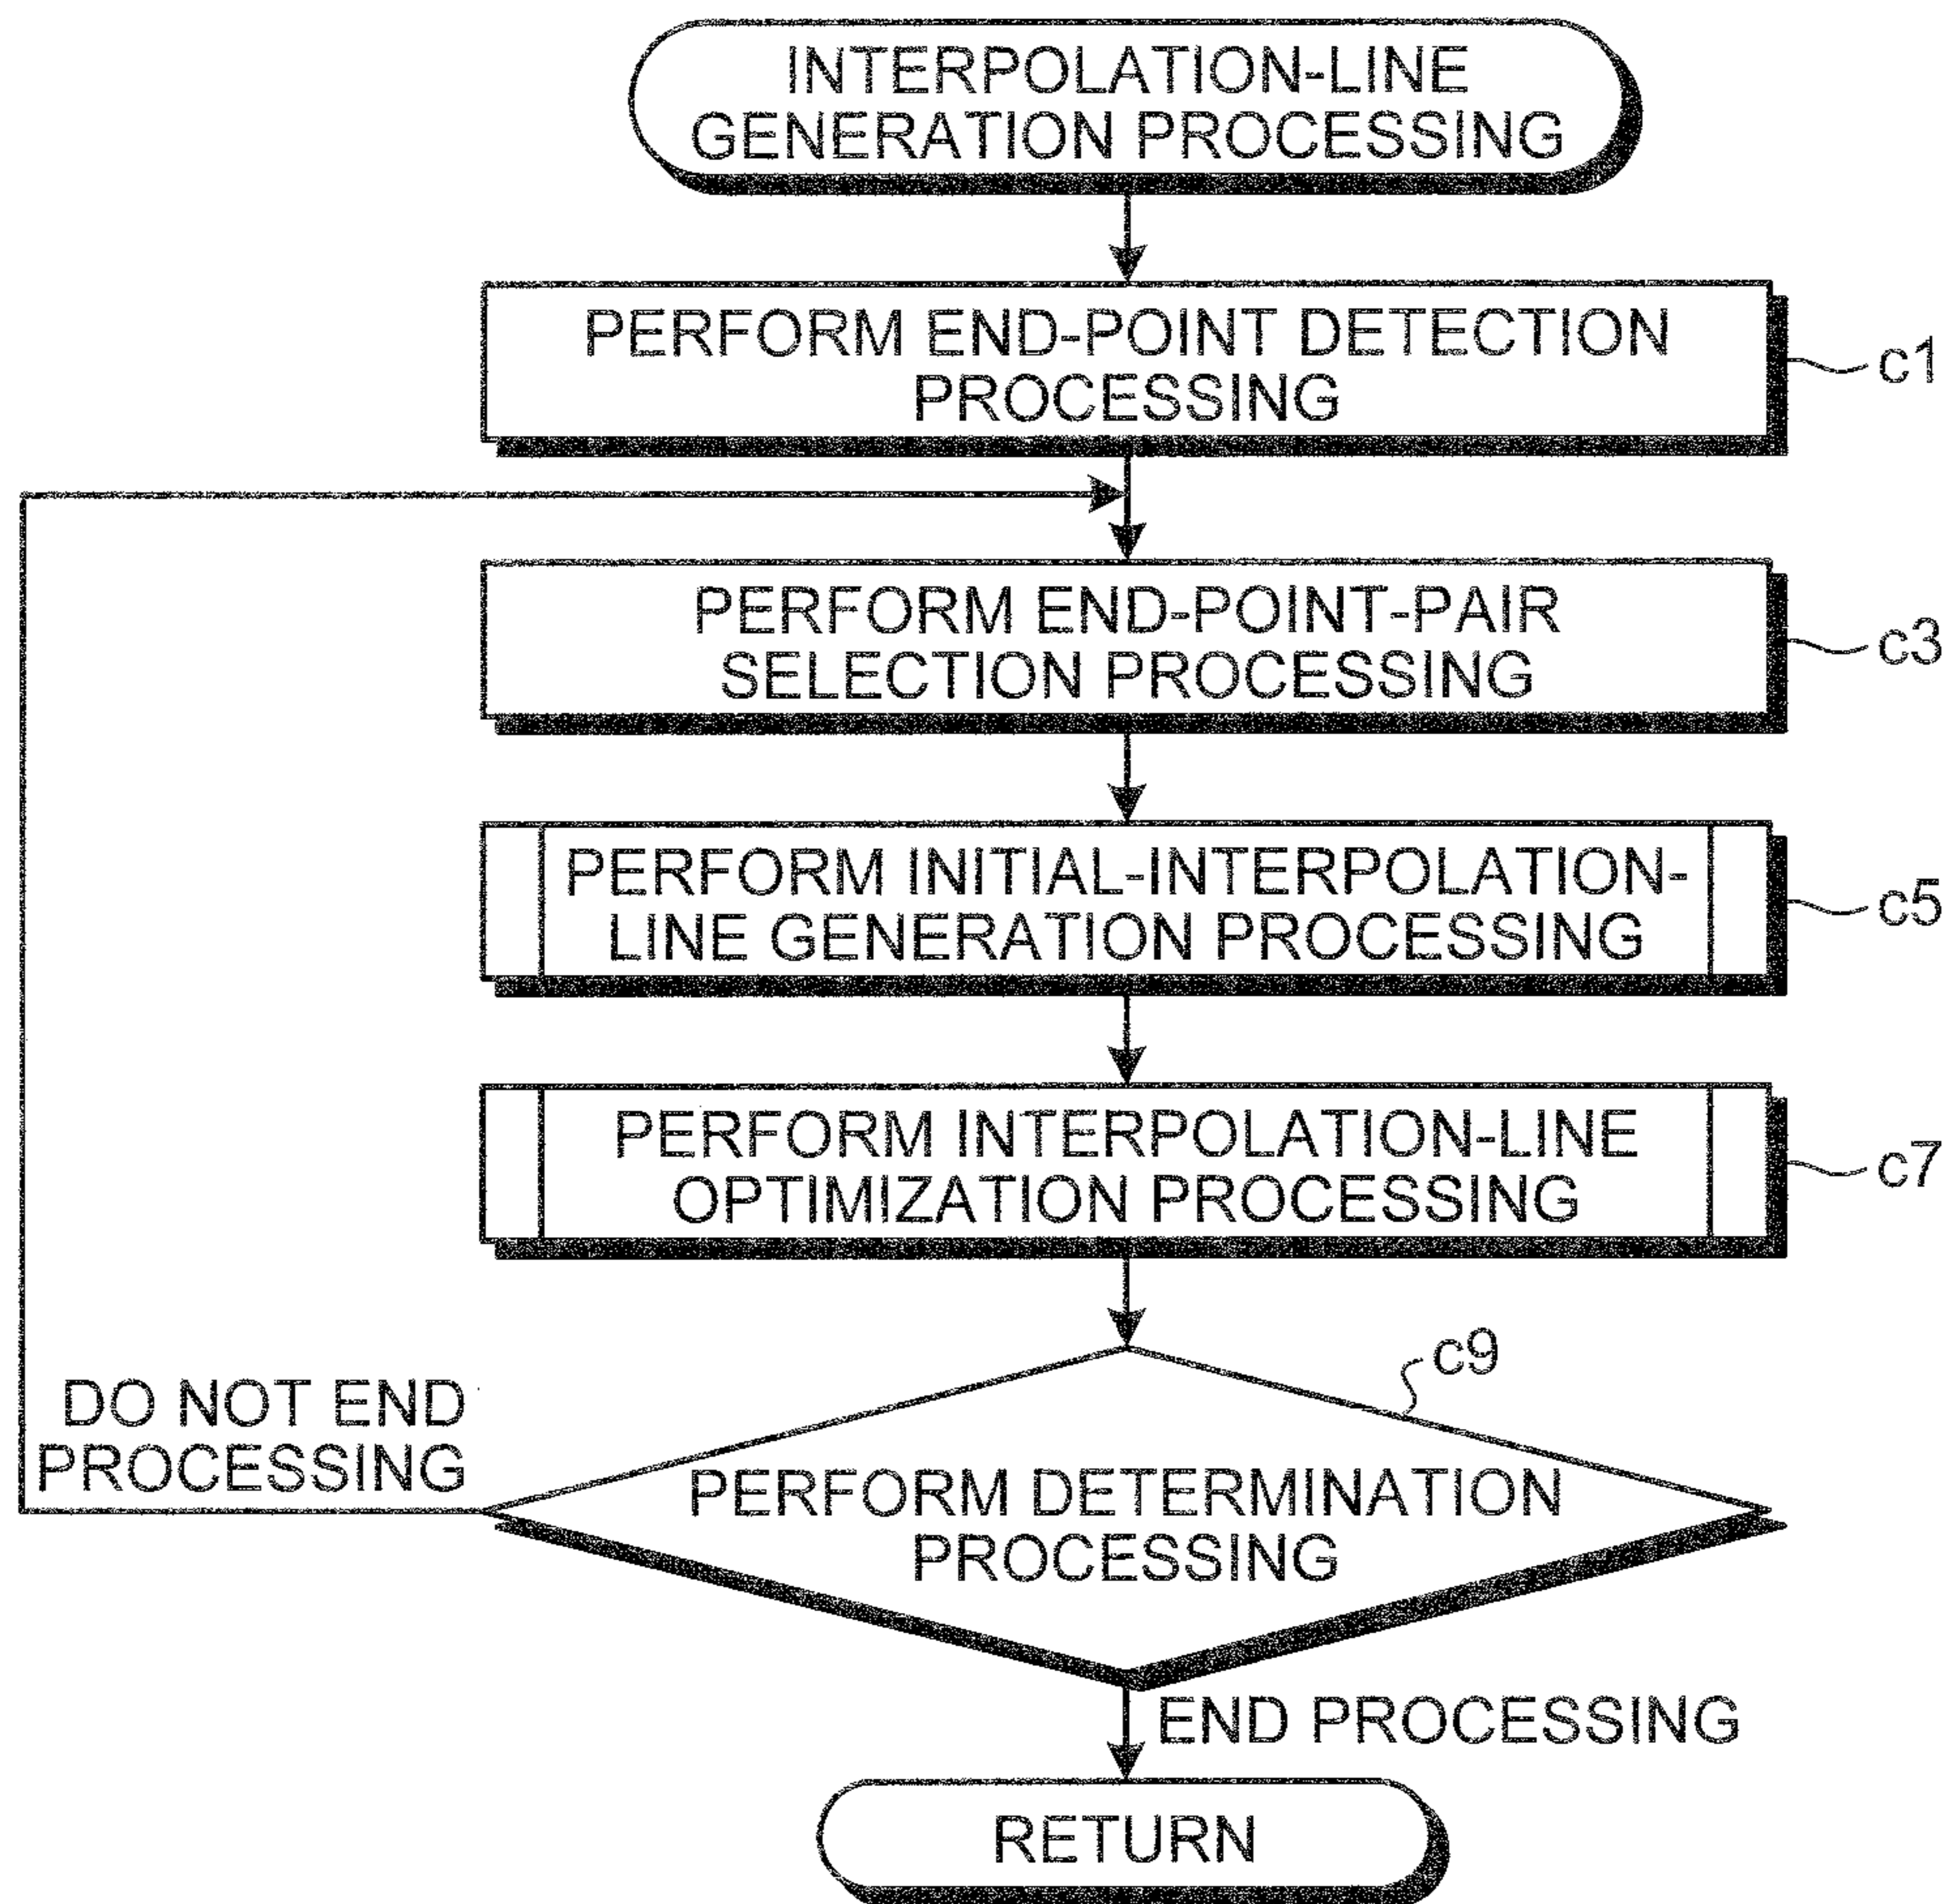 INTERPOLATION-LINE
GENERATION PROCESSING
PERFORM END-POINT DETECTION
PROCESSING
c1
PERFORM END-POINT-PAIR
SELECTION PROCESSING
c3
PERFORM INITIAL-INTERPOLATION-
LINE GENERATION PROCESSING
c5
PERFORM INTERPOLATION-LINE
OPTIMIZATION PROCESSING
c7
c9
DO NOT END
PROCESSING
PERFORM DETERMINATION
PROCESSING
END PROCESSING
RETURN